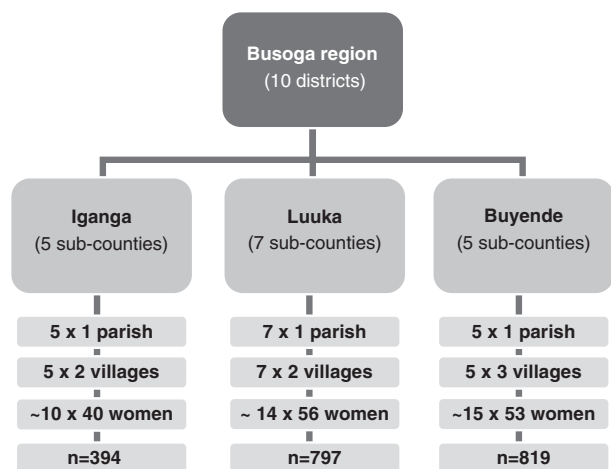 Busoga region
(10 districts)
Iganga
(5 sub-counties)
Luuka
(7 sub-counties)
Buyende
(5 sub-counties)
5 x 1 parish
5 x 2 villages
~10 x 40 women
n=394
7 x 1 parish
7 x 2 villages
~ 14 x 56 women
n=797
5 x 1 parish
5 x 3 villages
~15 x 53 women
n=819